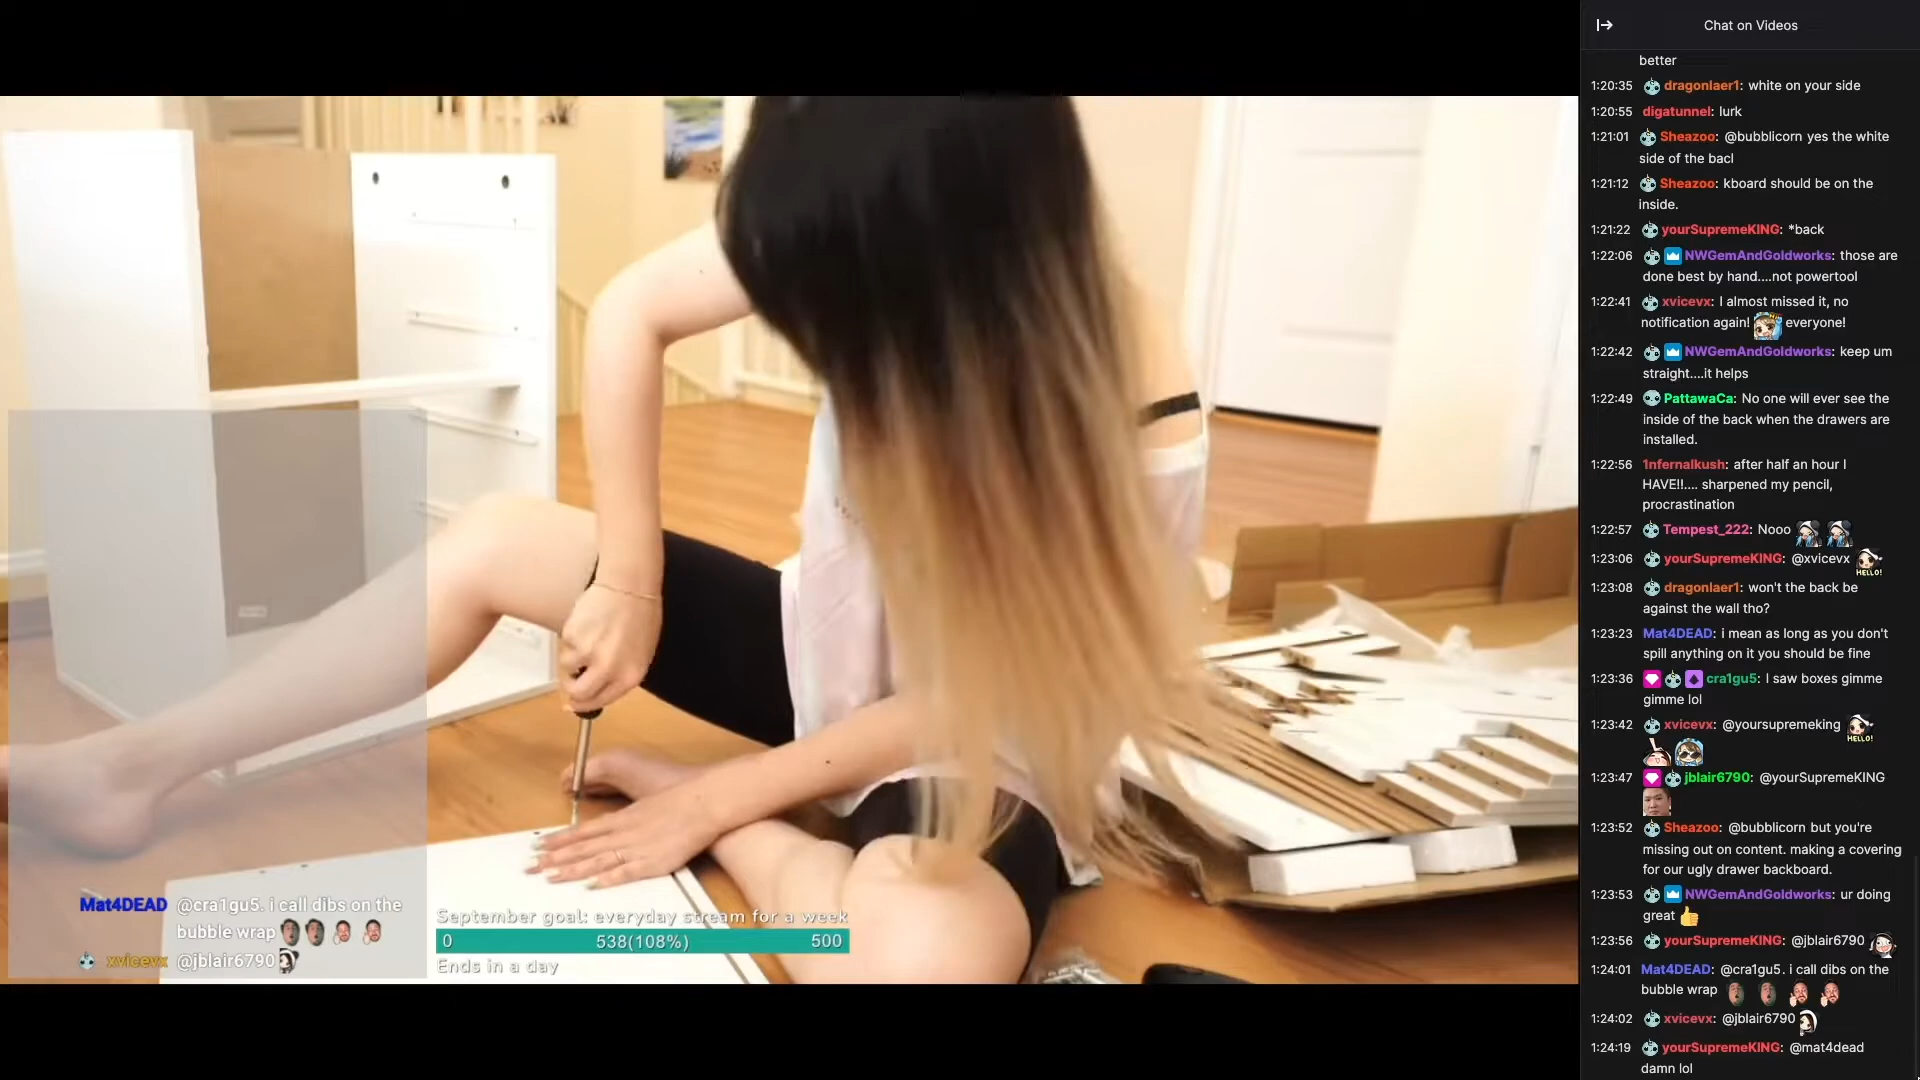 Mat4DEAD @cra1gu5. i call dibs on the
bubble wrap
xvicevx @jblair6790
September goal: everyday stream for a week
0 538(108%) 500
Ends in a day
Chat on Videos
better
1:20:35 dragonlaer1: white on your side
1:20:55 digatunnel: lurk
1:21:01 Sheazoo: @bubblicorn yes the white
side of the bacl
1:21:12 Sheazoo: kboard should be on the
inside.
1:21:22 yourSupremeKING: *back
1:22:06 NWGemAndGoldworks: those are
done best by hand....not powertool
1:22:41 xvicevx: I almost missed it, no
notification again! everyone!
1:22:42 NWGemAndGoldworks: keep um
straight....it helps
1:22:49 PattawaCa: No one will ever see the
inside of the back when the drawers are
installed.
1:22:56 1nfernalkush: after half an hour I
HAVE!!.... sharpened my pencil,
procrastination
1:22:57 Tempest_222: Nooo
1:23:06 yourSupremeKING: @xvicevx HELLO!
1:23:08 dragonlaer1: won't the back be
against the wall tho?
1:23:23 Mat4DEAD: i mean as long as you don't
spill anything on it you should be fine
1:23:36 cra1gu5: I saw boxes gimme
gimme lol
1:23:42 xvicevx: @yoursupremeking HELLO!
1:23:47 jblair6790: @yourSupremeKING
1:23:52 Sheazoo: @bubblicorn but you're
missing out on content. making a covering
for our ugly drawer backboard.
1:23:53 NWGemAndGoldworks: ur doing
great
1:23:56 yourSupremeKING: @jblair6790
1:24:01 Mat4DEAD: @cra1gu5. i call dibs on the
bubble wrap
1:24:02 xvicevx: @jblair6790
1:24:19 yourSupremeKING: @mat4dead
damn lol